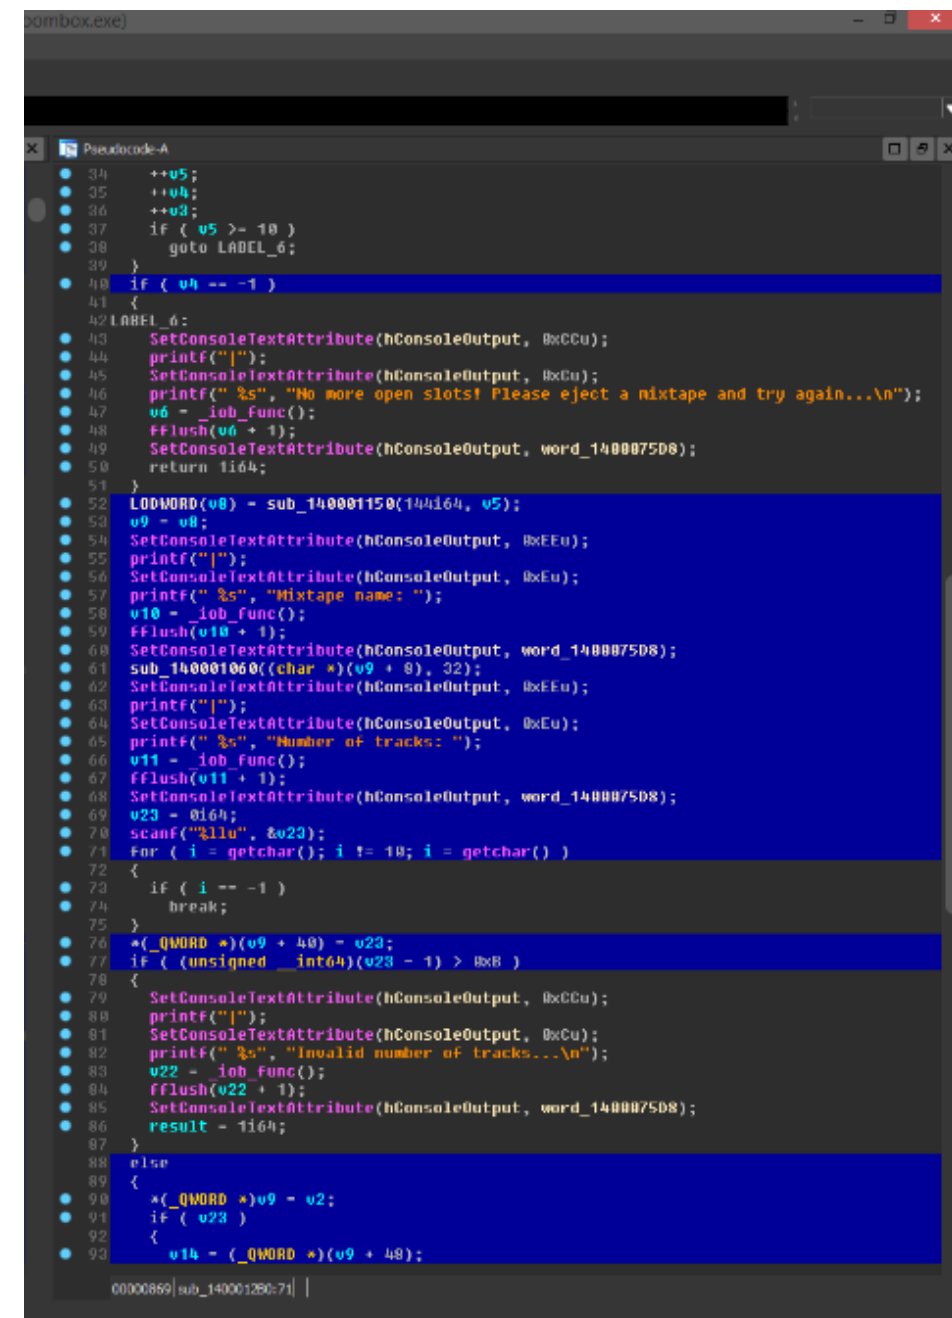 oombox.exe)
Pseudocode-A
34 ++v5;
35 ++v4;
36 ++v3;
37 if ( v5 >= 10 )
38 goto LABEL_6;
39 }
40 if ( v4 == -1 )
41 {
42 LABEL_6:
43 SetConsoleTextAttribute(hConsoleOutput, 0xCCu);
44 printf("|");
45 SetConsoleTextAttribute(hConsoleOutput, 0xCu);
46 printf(" %s", "No more open slots! Please eject a mixtape and try again...\n");
47 v6 = _iob_func();
48 fflush(v6 + 1);
49 SetConsoleTextAttribute(hConsoleOutput, word_1400075D8);
50 return 1i64;
51 }
52 LODWORD(v8) = sub_140001150(144i64, v5);
53 v9 = v8;
54 SetConsoleTextAttribute(hConsoleOutput, 0xEEu);
55 printf("|");
56 SetConsoleTextAttribute(hConsoleOutput, 0xEu);
57 printf(" %s", "Mixtape name: ");
58 v10 = _iob_func();
59 fflush(v10 + 1);
60 SetConsoleTextAttribute(hConsoleOutput, word_1400075D8);
61 sub_140001060((char *)(v9 + 8), 32);
62 SetConsoleTextAttribute(hConsoleOutput, 0xEEu);
63 printf("|");
64 SetConsoleTextAttribute(hConsoleOutput, 0xEu);
65 printf(" %s", "Number of tracks: ");
66 v11 = _iob_func();
67 fflush(v11 + 1);
68 SetConsoleTextAttribute(hConsoleOutput, word_1400075D8);
69 v23 = 0i64;
70 scanf("%llu", &v23);
71 for ( i = getchar(); i != 10; i = getchar() )
72 {
73 if ( i == -1 )
74 break;
75 }
76 *(_QWORD *)(v9 + 40) = v23;
77 if ( (unsigned __int64)(v23 - 1) > 0xB )
78 {
79 SetConsoleTextAttribute(hConsoleOutput, 0xCCu);
80 printf("|");
81 SetConsoleTextAttribute(hConsoleOutput, 0xCu);
82 printf(" %s", "Invalid number of tracks...\n");
83 v22 = _iob_func();
84 fflush(v22 + 1);
85 SetConsoleTextAttribute(hConsoleOutput, word_1400075D8);
86 result = 1i64;
87 }
88 else
89 {
90 *(_QWORD *)v9 = v2;
91 if ( v23 )
92 {
93 v14 = (_QWORD *)(v9 + 48);
00000869 sub_1400012B0:71